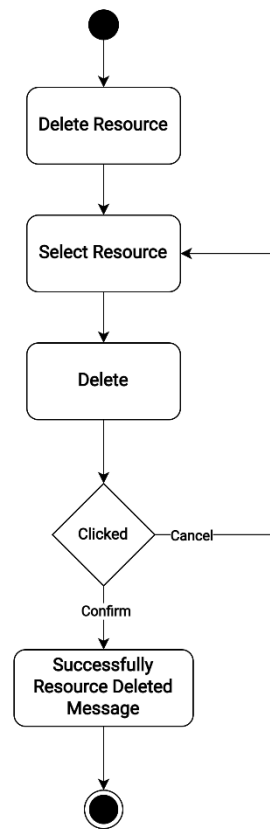 Delete Resource
Select Resource
Delete
Clicked
Cancel
Confirm
Successfully
Resource Deleted
Message